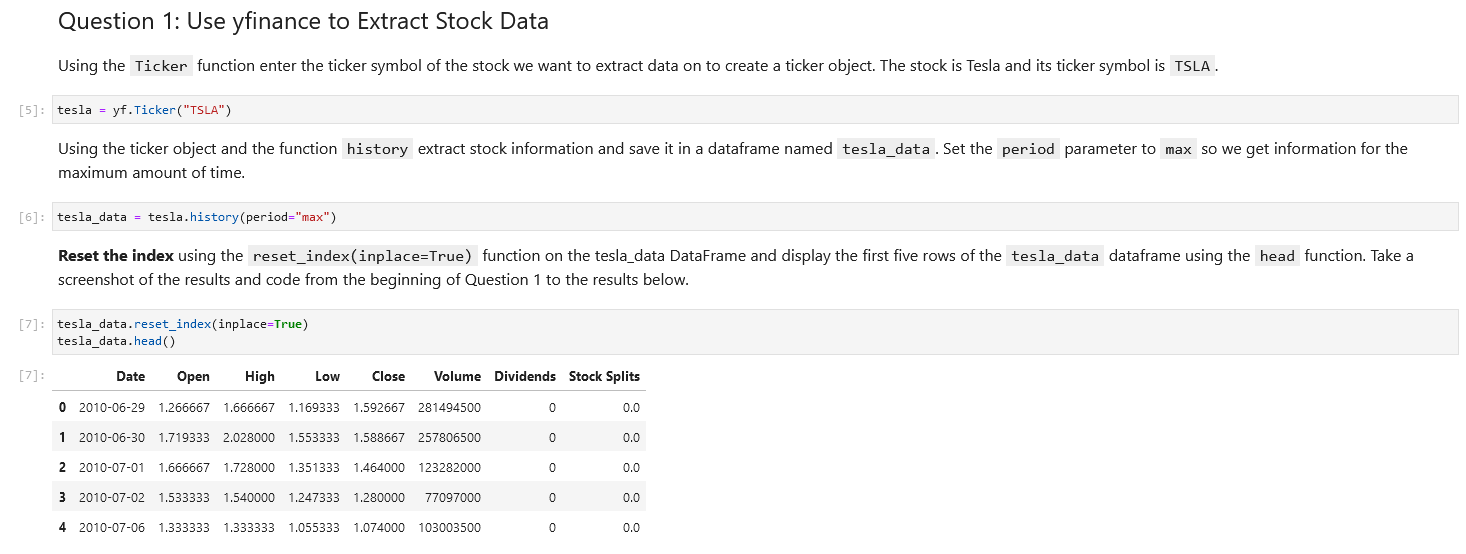 Question 1: Use yfinance to Extract Stock Data
Using the Ticker function enter the ticker symbol of the stock we want to extract data on to create a ticker object. The stock is Tesla and its ticker symbol is TSLA.
[5]: tesla = yf.Ticker("TSLA")
Using the ticker object and the function history extract stock information and save it in a dataframe named tesla_data. Set the period parameter to max so we get information for the
maximum amount of time.
[6]: tesla_data = tesla.history(period="max")
Reset the index using the reset_index(inplace=True) function on the tesla_data DataFrame and display the first five rows of the tesla_data dataframe using the head function. Take a
screenshot of the results and code from the beginning of Question 1 to the results below.
[7]: tesla_data.reset_index(inplace=True)
tesla_data.head()
[7]: Date Open High Low Close Volume Dividends Stock Splits
0 2010-06-29 1.266667 1.666667 1.169333 1.592667 281494500 0 0.0
1 2010-06-30 1.719333 2.028000 1.553333 1.588667 257806500 0 0.0
2 2010-07-01 1.666667 1.728000 1.351333 1.464000 123282000 0 0.0
3 2010-07-02 1.533333 1.540000 1.247333 1.280000 77097000 0 0.0
4 2010-07-06 1.333333 1.333333 1.055333 1.074000 103003500 0 0.0